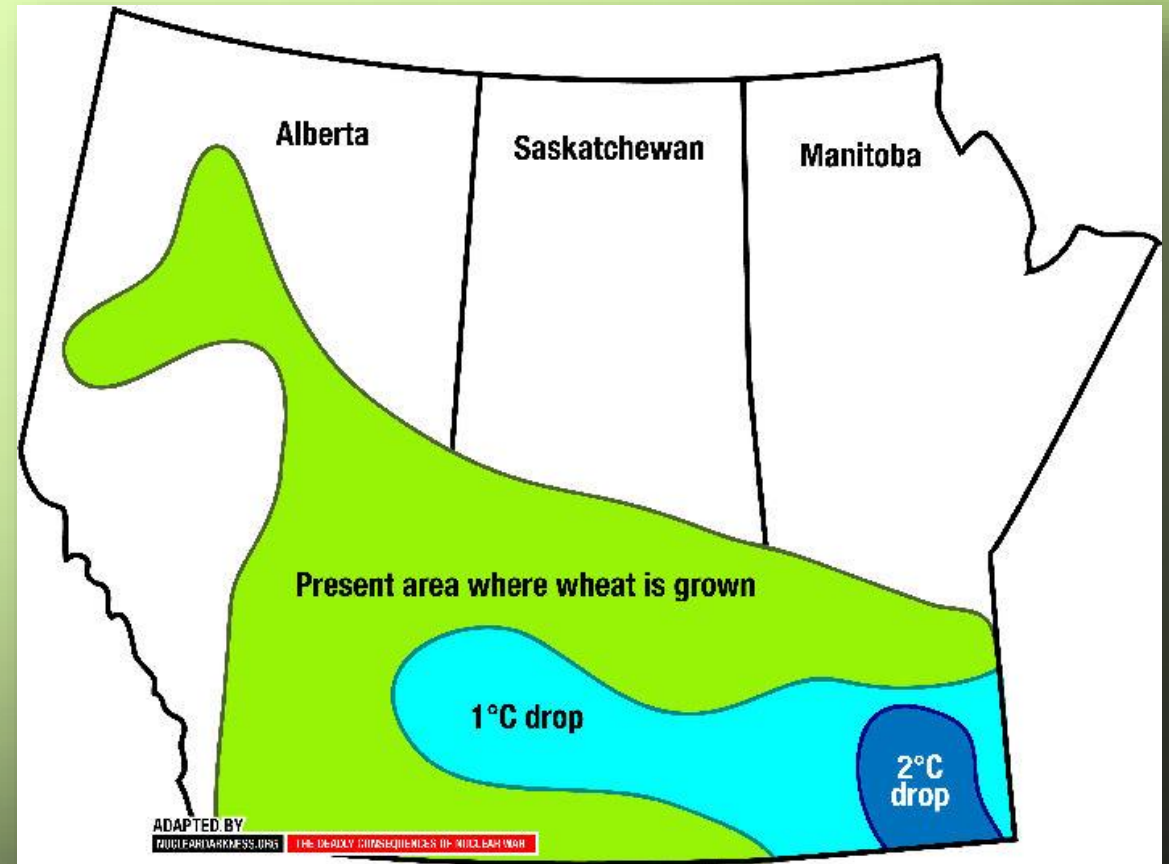 Alberta
Saskatchewan
Manitoba
Present area where wheat is grown
1°C drop
2°C
drop
ADAPTED BY
NUCLEARDARKNESS.ORG THE DEADLY CONSEQUENCES OF NUCLEAR WAR